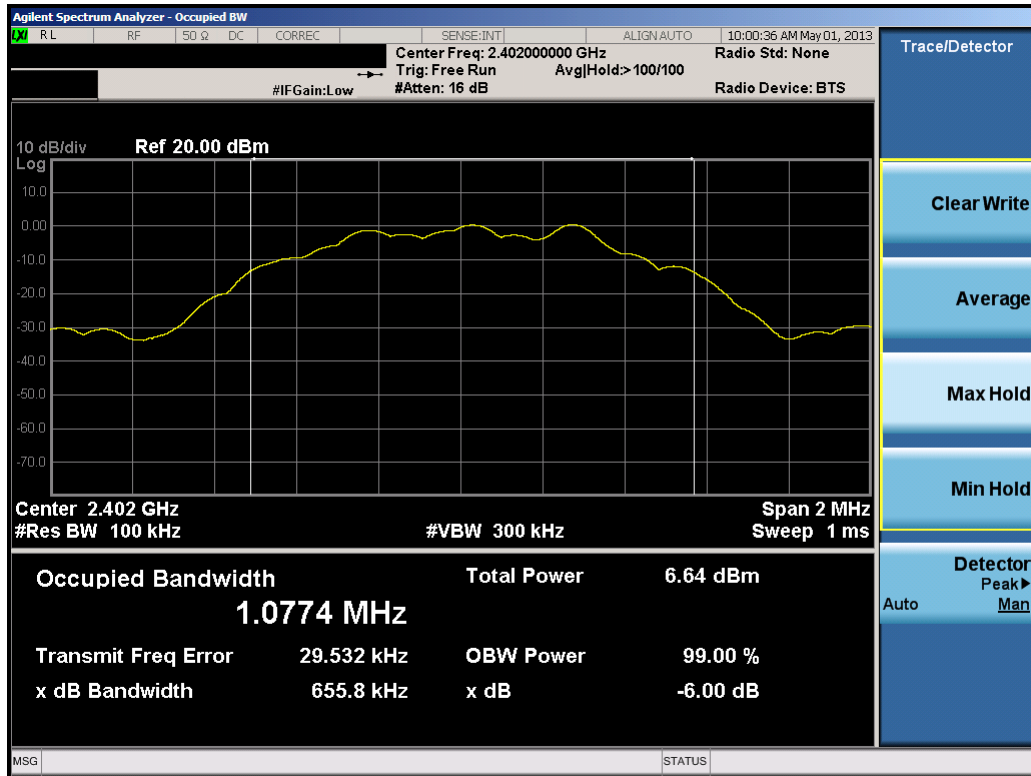 Agilent Spectrum Analyzer - Occupied BW
LXI RL RF 50 Ω DC CORREC SENSE:INT ALIGN AUTO 10:00:36 AM May 01, 2013
Center Freq: 2.402000000 GHz Radio Std: None
Trig: Free Run Avg|Hold:> 100/100
#IFGain:Low #Atten: 16 dB Radio Device: BTS
Trace/Detector
10 dB/div Ref 20.00 dBm
Log
10.0
0.00
-10.0
-20.0
-30.0
-40.0
-50.0
-60.0
-70.0
Center 2.402 GHz Span 2 MHz
#Res BW 100 kHz #VBW 300 kHz Sweep 1 ms
Occupied Bandwidth Total Power 6.64 dBm
1.0774 MHz
Transmit Freq Error 29.532 kHz OBW Power 99.00 %
x dB Bandwidth 655.8 kHz x dB -6.00 dB
Clear Write
Average
Max Hold
Min Hold
Detector
Peak▶
Auto Man
MSG STATUS